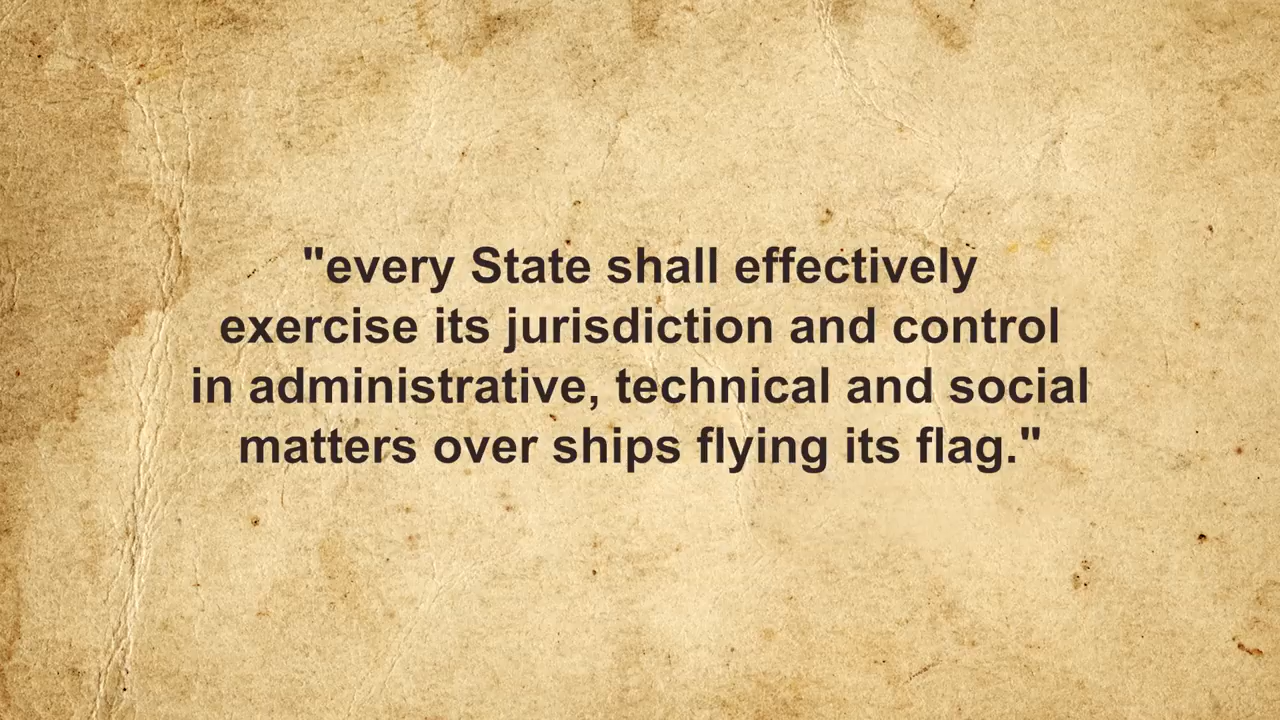 "every State shall effectively
exercise its jurisdiction and control
in administrative, technical and social
matters over ships flying its flag."